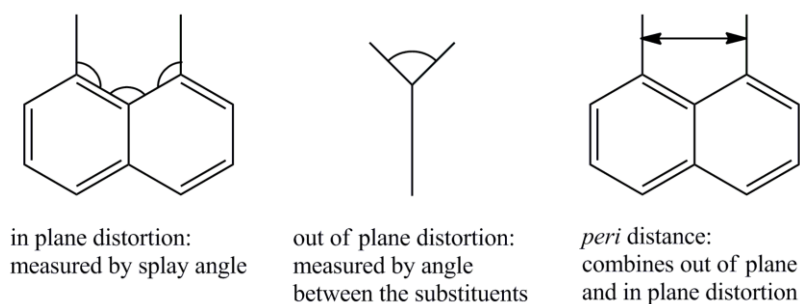 in plane distortion:
measured by splay angle
out of plane distortion:
measured by angle
between the substituents
peri distance:
combines out of plane
and in plane distortion